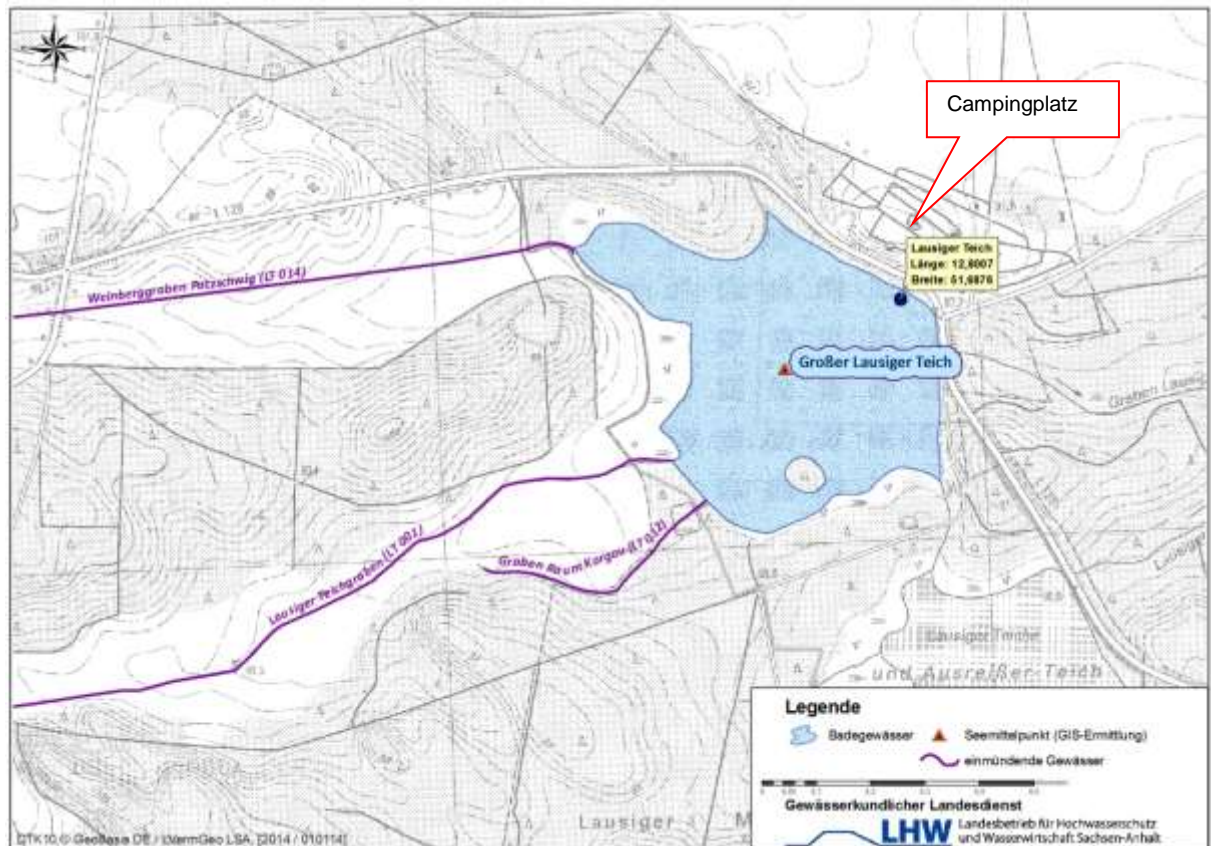 Campingplatz
Lausiger Teich
Länge: 12,8007
Breite: 51,6876
Weinberggraben Patzschwig (LT 014)
Großer Lausiger Teich
Lausiger Teichgraben (LT 001)
Graben Raum Korgau (LT 012)
Graben
Lausiger Teiche
und Ausreißer-Teich
Lausiger
Legende
Badegewässer
Seemittelpunkt (GIS-Ermittlung)
einmündende Gewässer
Gewässerkundlicher Landesdienst
LHW
Landesbetrieb für Hochwasserschutz
und Wasserwirtschaft Sachsen-Anhalt
DTK10 © GeoBasis-DE / LVermGeo LSA, [2014 / 010114]